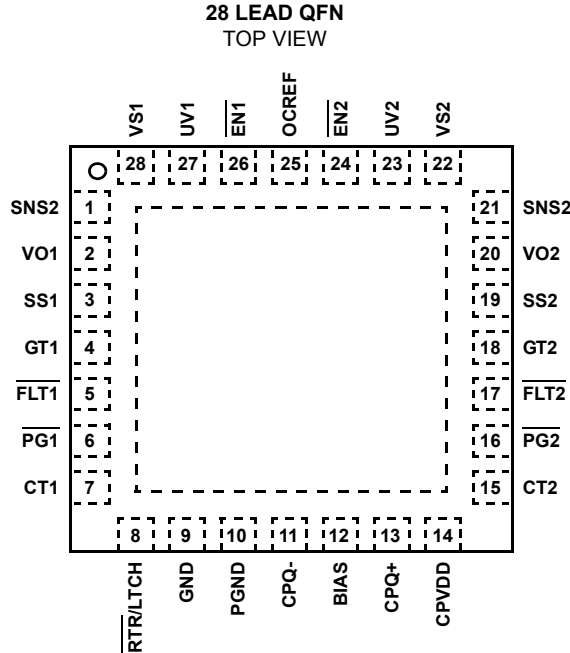 28 LEAD QFN
TOP VIEW
VS1 UV1 EN1 OCREF EN2 UV2 VS2
28 27 26 25 24 23 22
SNS2 1 21 SNS2
VO1 2 20 VO2
SS1 3 19 SS2
GT1 4 18 GT2
FLT1 5 17 FLT2
PG1 6 16 PG2
CT1 7 15 CT2
8 9 10 11 12 13 14
RTR/LTCH GND PGND CPQ- BIAS CPQ+ CPVDD